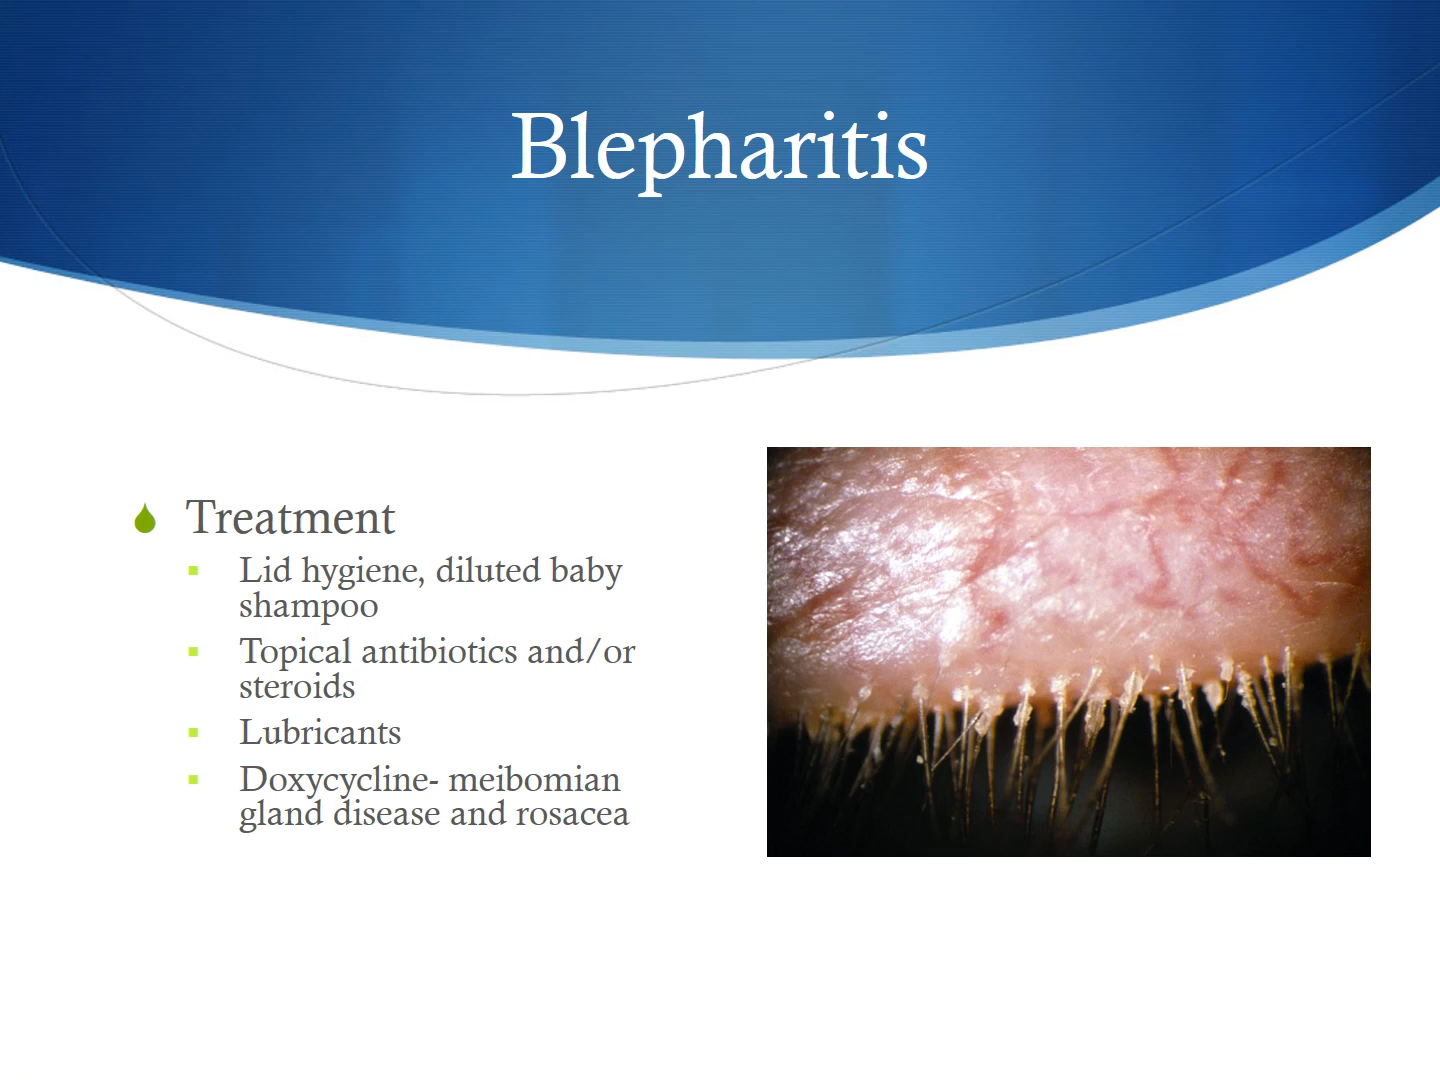 Blepharitis
Treatment
Lid hygiene, diluted baby
shampoo
Topical antibiotics and/or
steroids
Lubricants
Doxycycline- meibomian
gland disease and rosacea